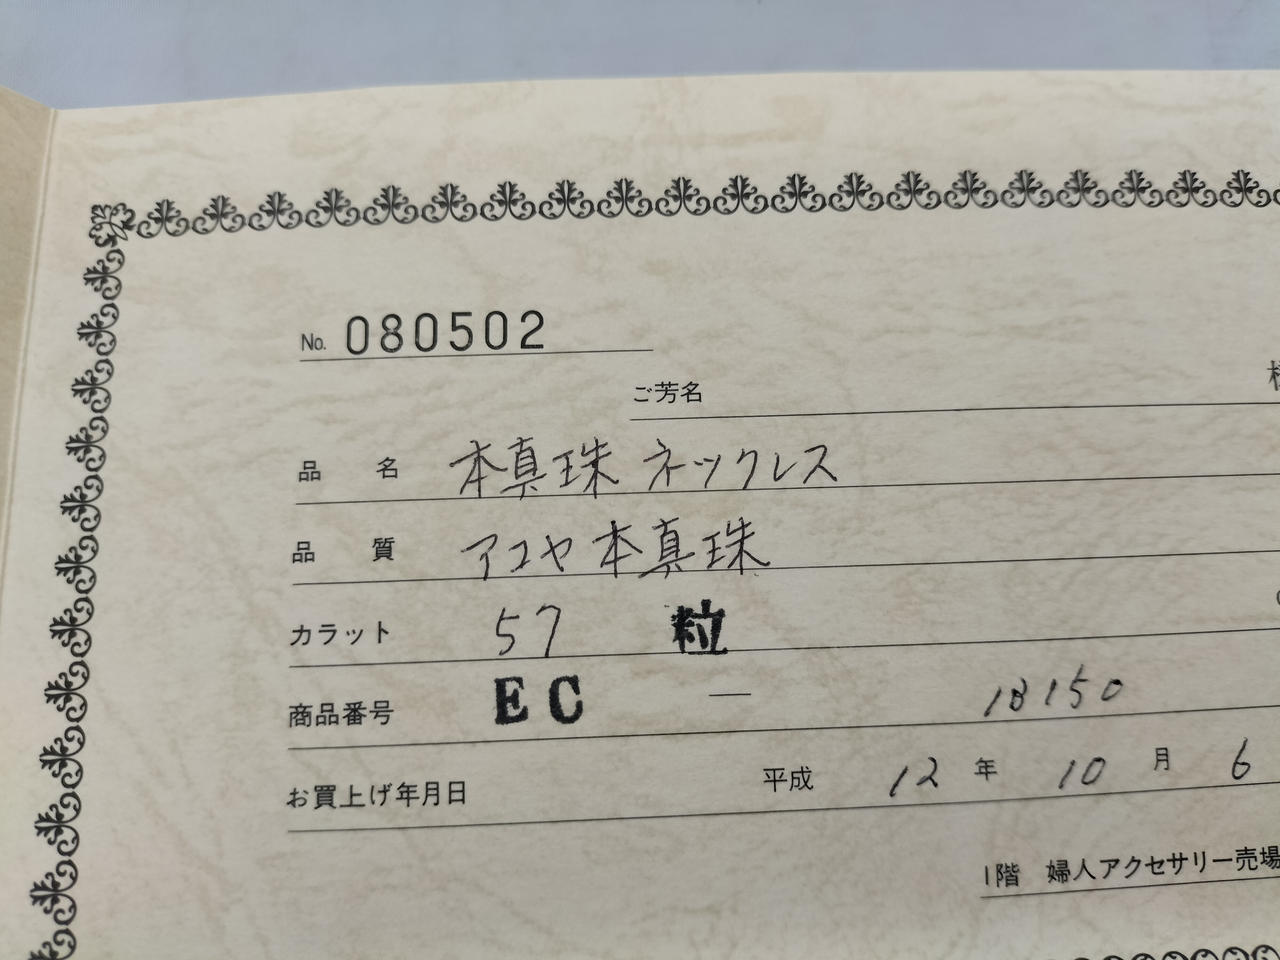 No. 080502
ご芳名 様
品名 本真珠 ネックレス
品質 アコヤ本真珠
カラット 57 粒
商品番号 EC — 18150
お買上げ年月日 平成 12 年 10 月 6
1階 婦人アクセサリー売場